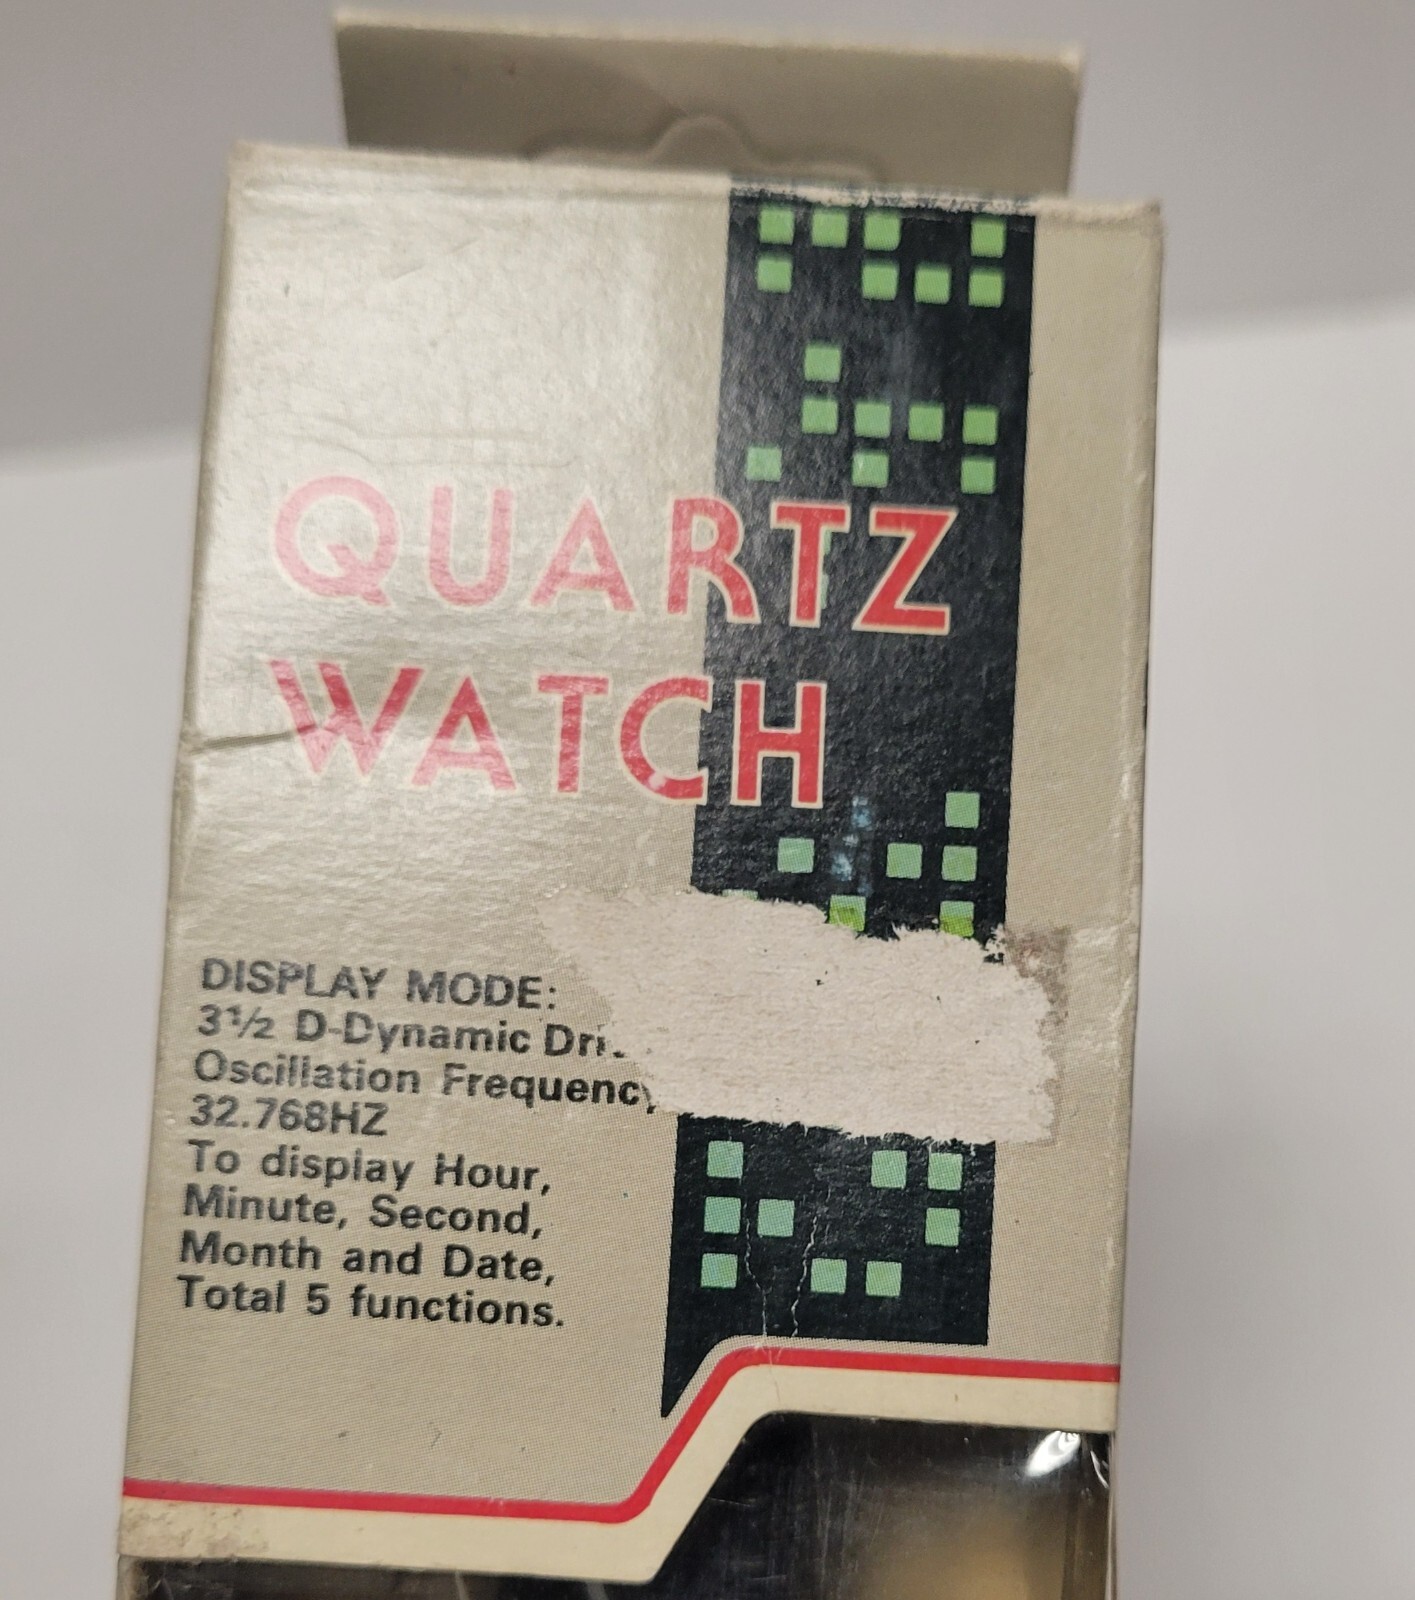 QUARTZ
WATCH
DISPLAY MODE:
3½ D-Dynamic
Oscillation Frequency
32.768HZ
To display Hour,
Minute, Second,
Month and Date,
Total 5 functions.